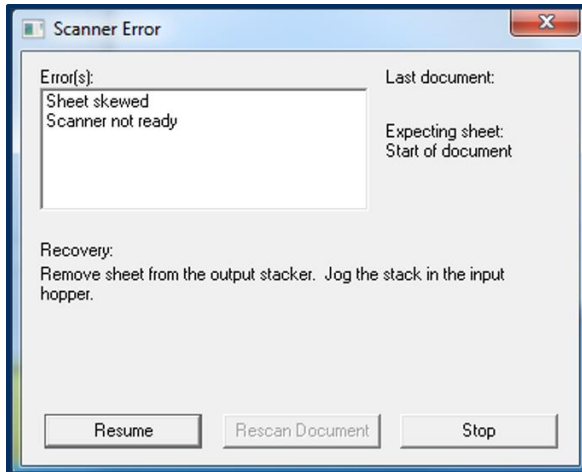 Scanner Error
Error(s):
Sheet skewed
Scanner not ready
Last document:
Expecting sheet:
Start of document
Recovery:
Remove sheet from the output stacker. Jog the stack in the input
hopper.
Resume
Rescan Document
Stop